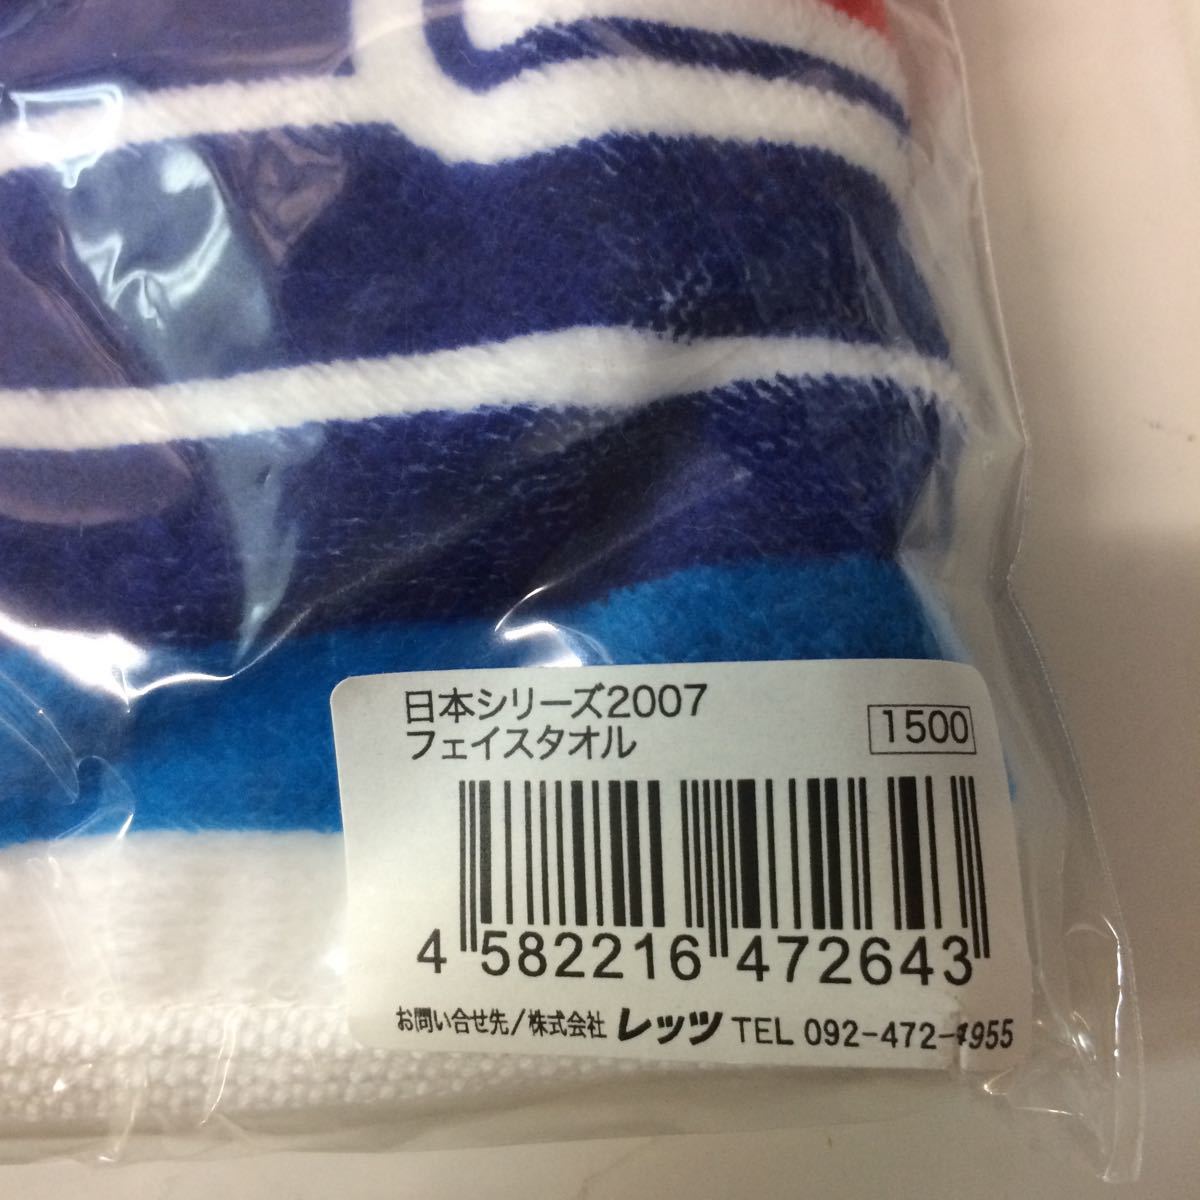 日本シリーズ2007
フェイスタオル
1500
4 582216 472643
お問い合せ先/株式会社 レッツ TEL 092-472-4955